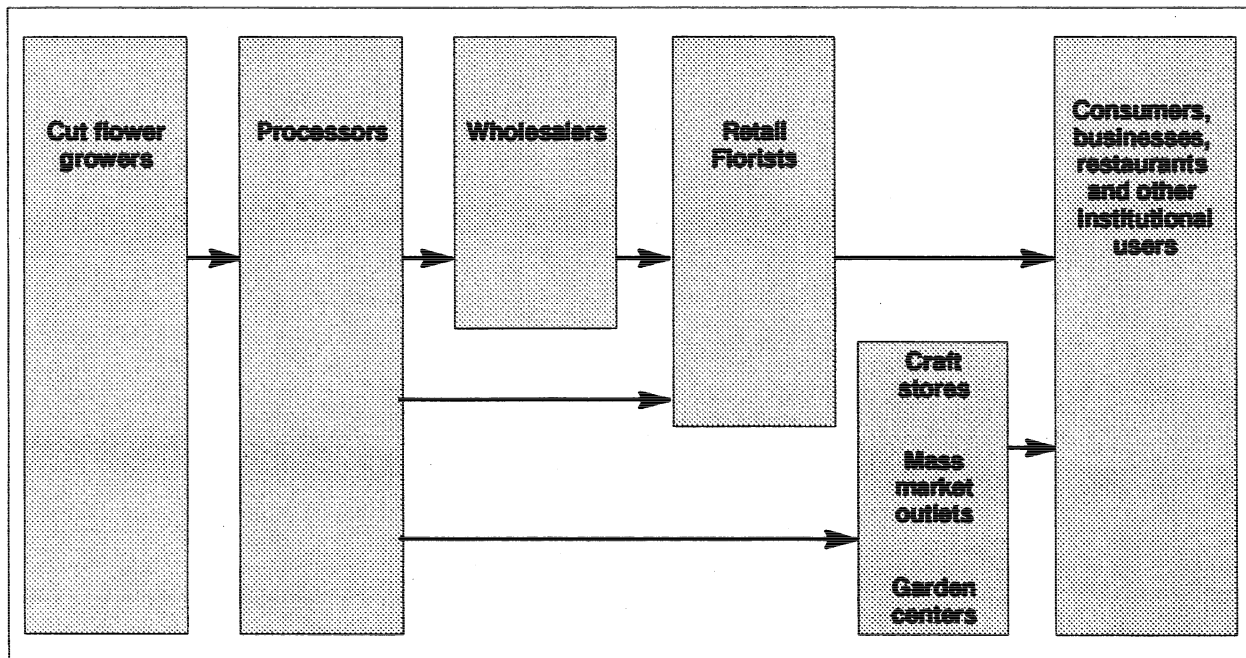 Cut flower
growers
Processors
Wholesalers
Retail
Florists
Consumers,
businesses,
restaurants
and other
institutional
users
Craft
stores
Mass
market
outlets
Garden
centers